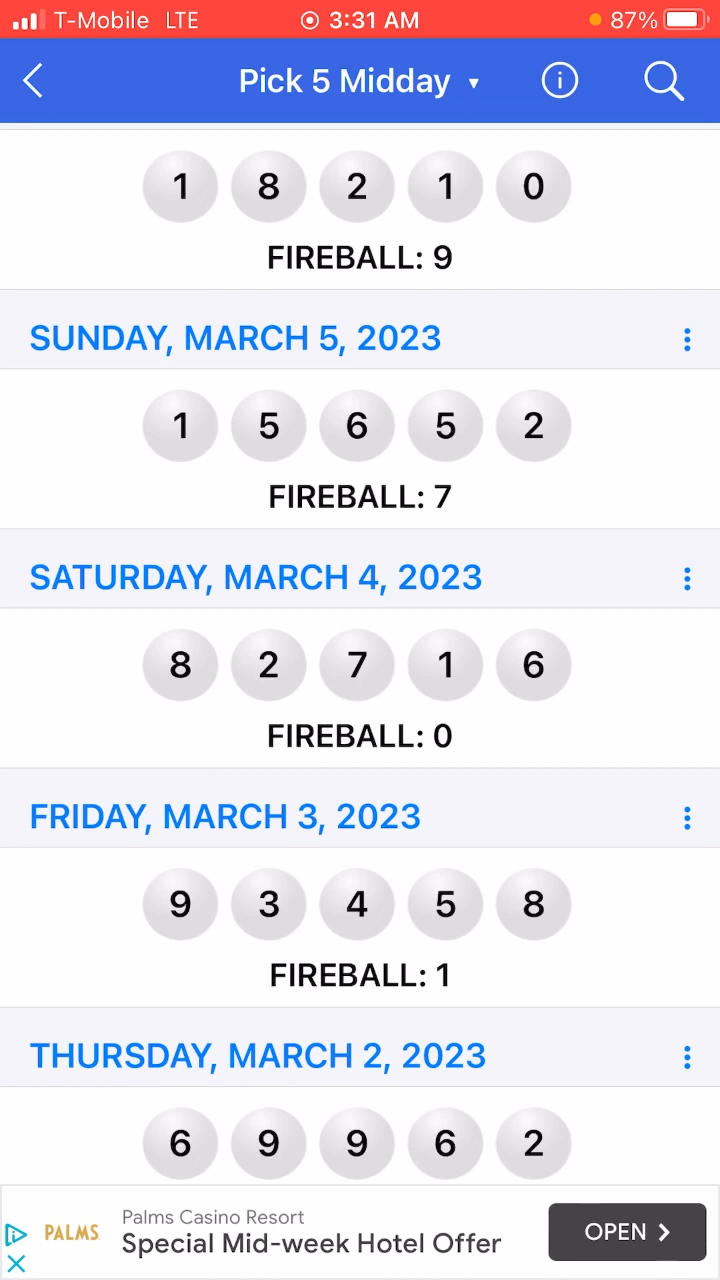 T-Mobile LTE 3:31 AM 87%
Pick 5 Midday
1 8 2 1 0
FIREBALL: 9
SUNDAY, MARCH 5, 2023
1 5 6 5 2
FIREBALL: 7
SATURDAY, MARCH 4, 2023
8 2 7 1 6
FIREBALL: 0
FRIDAY, MARCH 3, 2023
9 3 4 5 8
FIREBALL: 1
THURSDAY, MARCH 2, 2023
6 9 9 6 2
Palms Casino Resort
PALMS Special Mid-week Hotel Offer OPEN